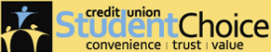 credit union
StudentChoice
convenience | trust | value